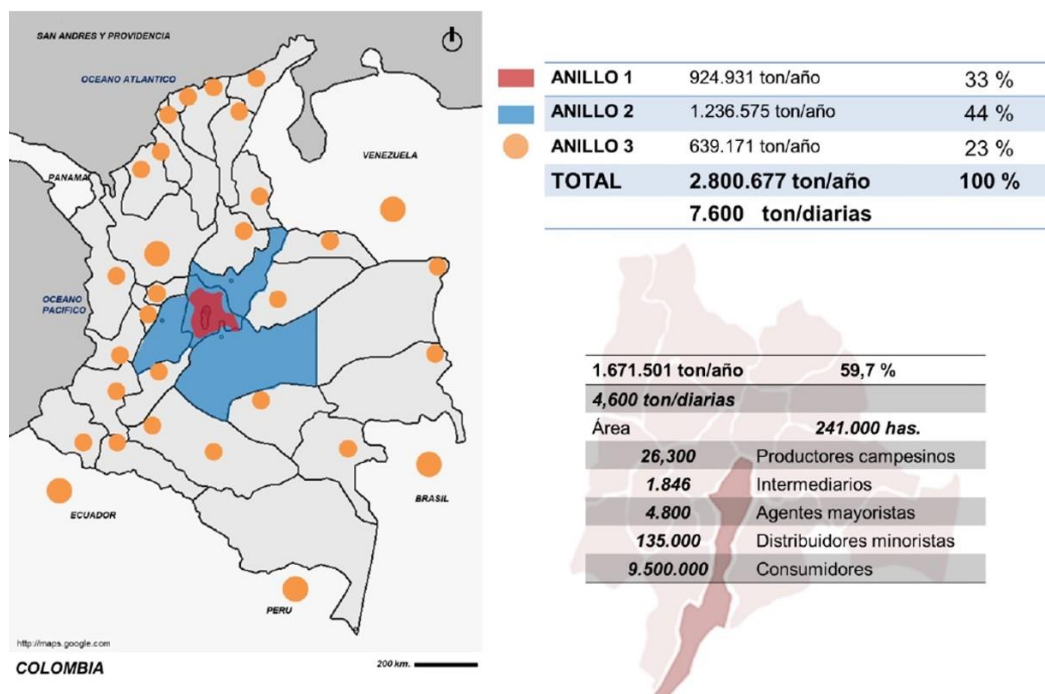 SAN ANDRES Y PROVIDENCIA
OCEANO ATLANTICO
VENEZUELA
PANAMA
OCEANO
PACIFICO
ECUADOR
BRASIL
PERU
http://maps.google.com
COLOMBIA
200 km.
ANILLO 1 924.931 ton/año 33 %
ANILLO 2 1.236.575 ton/año 44 %
ANILLO 3 639.171 ton/año 23 %
TOTAL 2.800.677 ton/año 100 %
7.600 ton/diarias
1.671.501 ton/año 59,7 %
4,600 ton/diarias
Área 241.000 has.
26,300 Productores campesinos
1.846 Intermediarios
4.800 Agentes mayoristas
135.000 Distribuidores minoristas
9.500.000 Consumidores